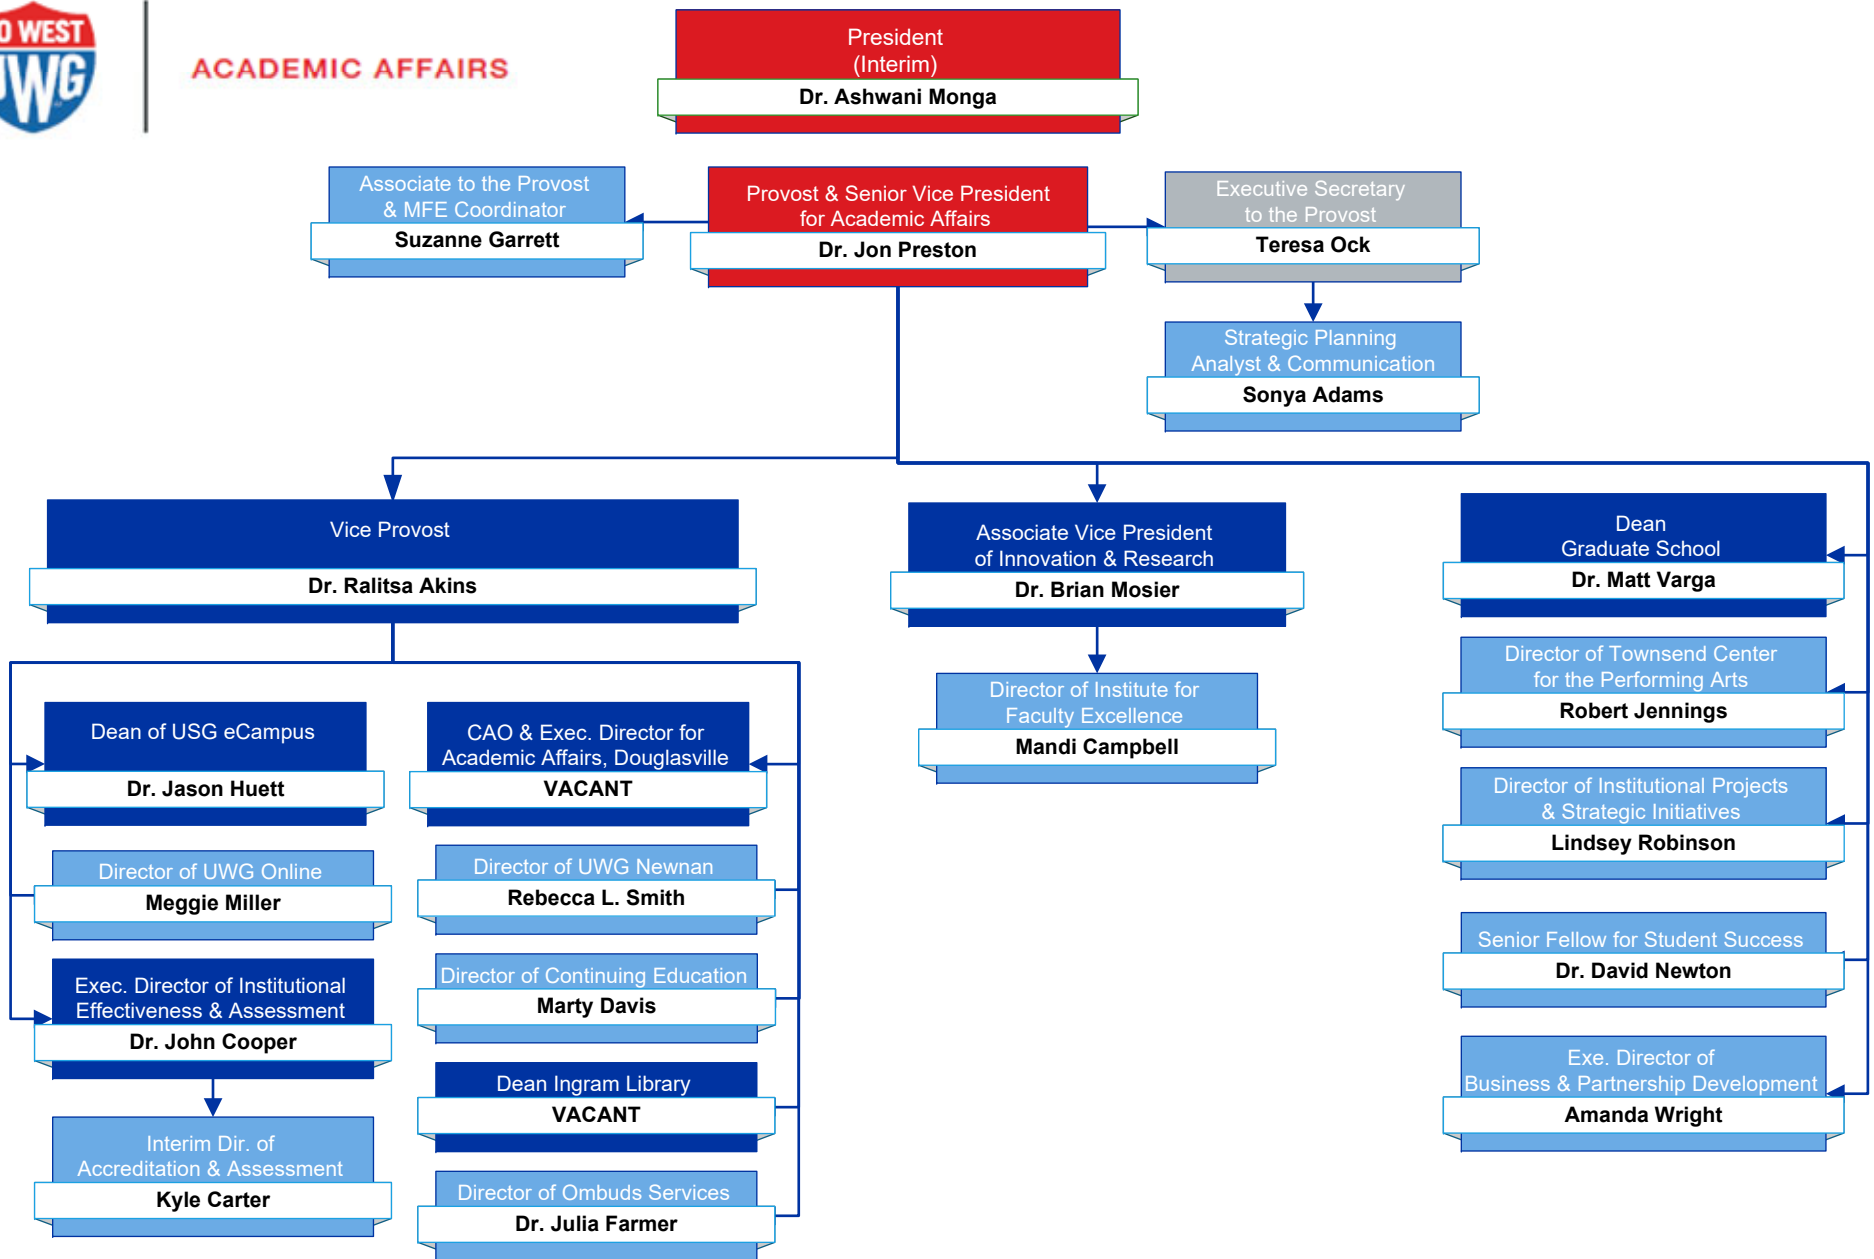 O WEST
UWG
ACADEMIC AFFAIRS
President
(Interim)
Dr. Ashwani Monga
Associate to the Provost
& MFE Coordinator
Suzanne Garrett
Provost & Senior Vice President
for Academic Affairs
Dr. Jon Preston
Executive Secretary
to the Provost
Teresa Ock
Strategic Planning
Analyst & Communication
Sonya Adams
Vice Provost
Dr. Ralitsa Akins
Associate Vice President
of Innovation & Research
Dr. Brian Mosier
Director of Institute for
Faculty Excellence
Mandi Campbell
Dean
Graduate School
Dr. Matt Varga
Director of Townsend Center
for the Performing Arts
Robert Jennings
Director of Institutional Projects
& Strategic Initiatives
Lindsey Robinson
Senior Fellow for Student Success
Dr. David Newton
Exe. Director of
Business & Partnership Development
Amanda Wright
Dean of USG eCampus
Dr. Jason Huett
Director of UWG Online
Meggie Miller
Exec. Director of Institutional
Effectiveness & Assessment
Dr. John Cooper
Interim Dir. of
Accreditation & Assessment
Kyle Carter
CAO & Exec. Director for
Academic Affairs, Douglasville
VACANT
Director of UWG Newnan
Rebecca L. Smith
Director of Continuing Education
Marty Davis
Dean Ingram Library
VACANT
Director of Ombuds Services
Dr. Julia Farmer